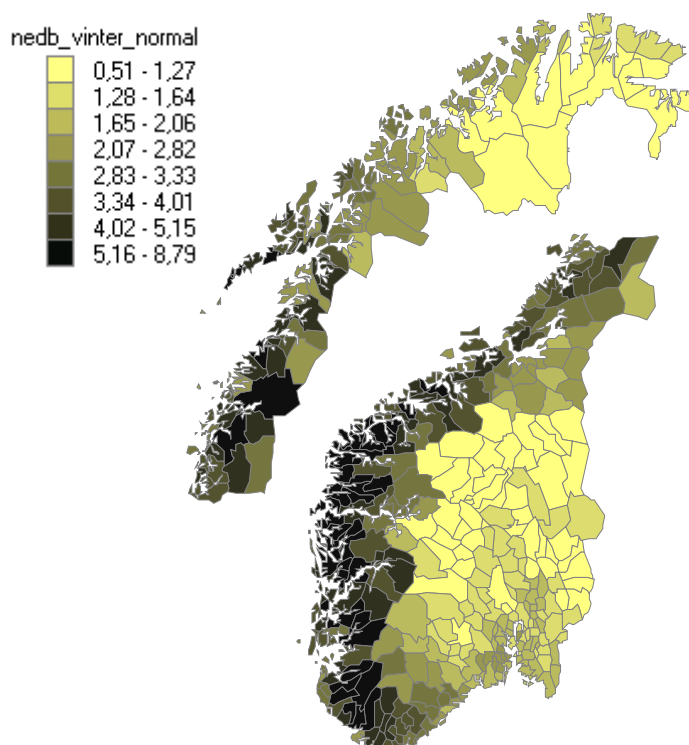 nedb_vinter_normal
0,51 - 1,27
1,28 - 1,64
1,65 - 2,06
2,07 - 2,82
2,83 - 3,33
3,34 - 4,01
4,02 - 5,15
5,16 - 8,79